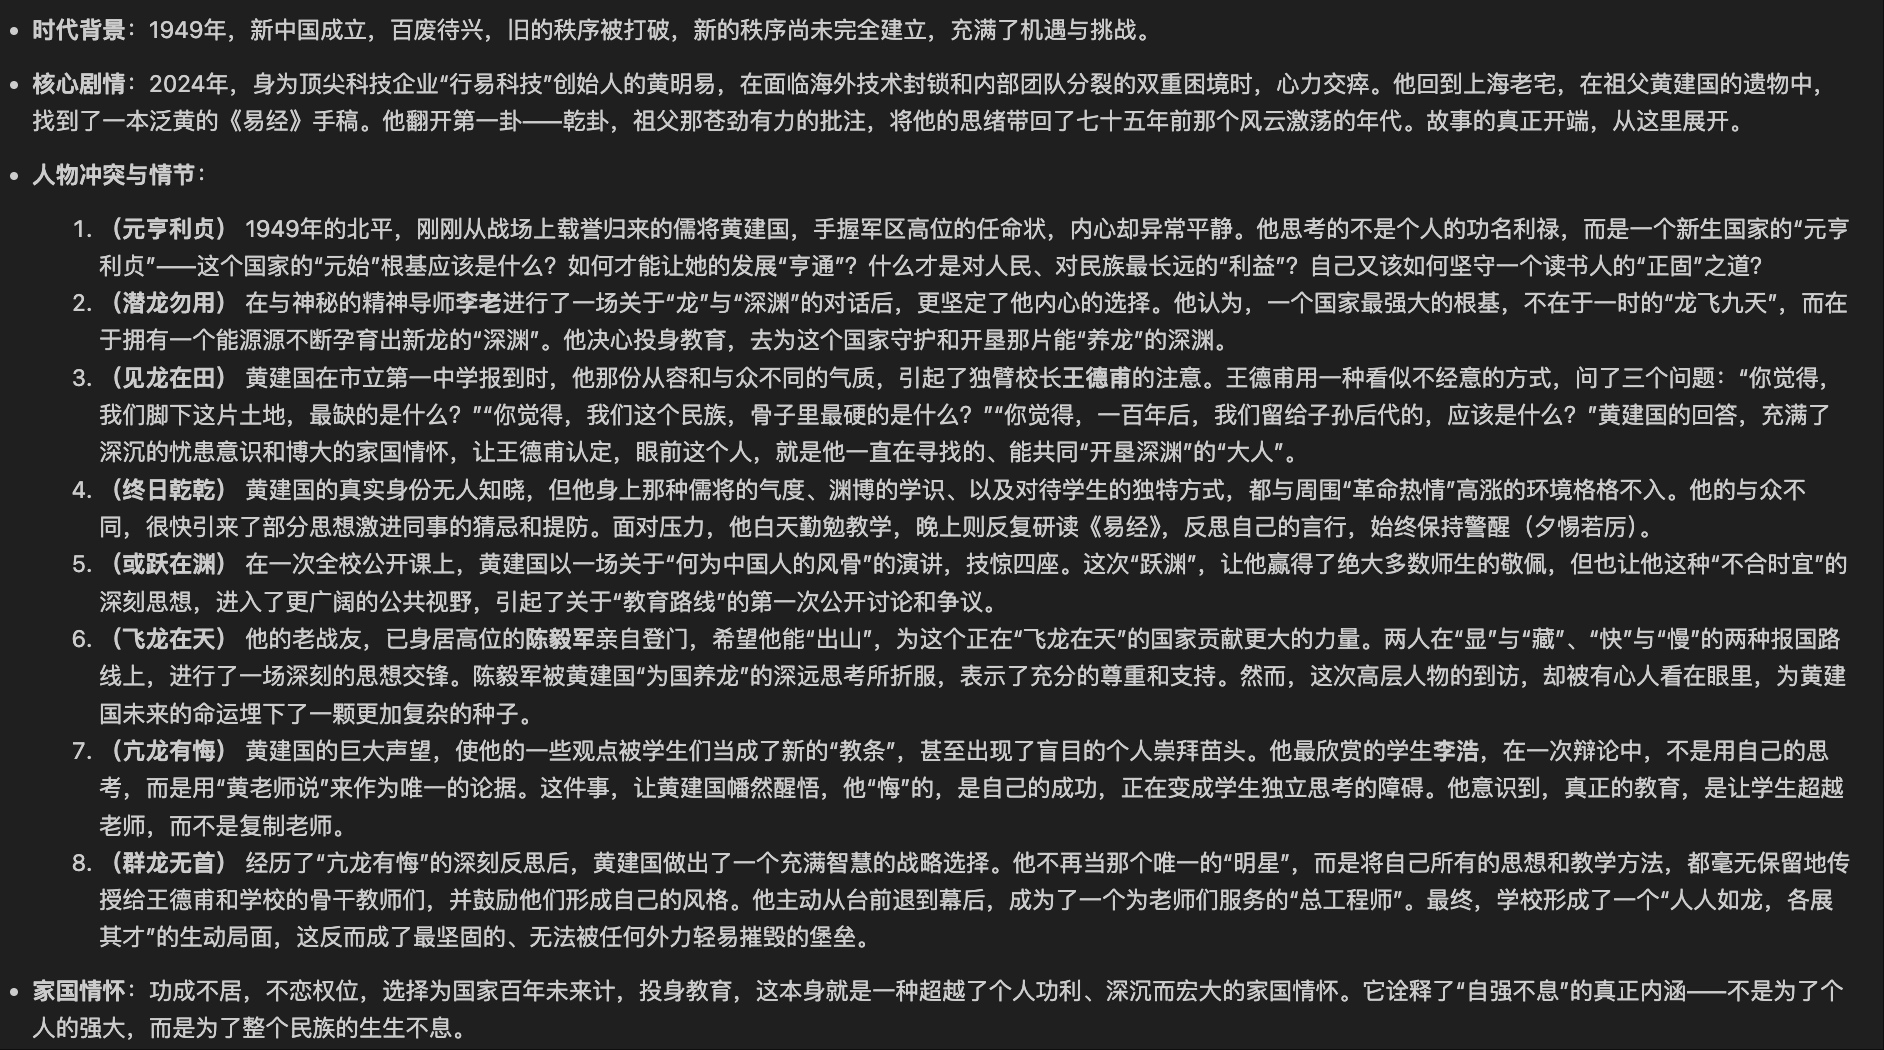 • 时代背景：1949年，新中国成立，百废待兴，旧的秩序被打破，新的秩序尚未完全建立，充满了机遇与挑战。
• 核心剧情：2024年，身为顶尖科技企业“行易科技”创始人的黄明易，在面临海外技术封锁和内部团队分裂的双重困境时，心力交瘁。他回到上海老宅，在祖父黄建国的遗物中，
找到了一本泛黄的《易经》手稿。他翻开第一卦——乾卦，祖父那苍劲有力的批注，将他的思绪带回了七十五年前那个风云激荡的年代。故事的真正开端，从这里展开。
• 人物冲突与情节：
1. （元亨利贞） 1949年的北平，刚刚从战场上载誉归来的儒将黄建国，手握军区高位的任命状，内心却异常平静。他思考的不是个人的功名利禄，而是一个新生国家的“元亨
利贞”——这个国家的“元始”根基应该是什么？如何才能让她的发展“亨通”？什么才是对人民、对民族最长远的“利益”？自己又该如何坚守一个读书人的“正固”之道？
2. （潜龙勿用） 在与神秘的精神导师李老进行了一场关于“龙”与“深渊”的对话后，更坚定了他内心的选择。他认为，一个国家最强大的根基，不在于一时的“龙飞九天”，而在
于拥有一个能源源不断孕育出新龙的“深渊”。他决心投身教育，去为这个国家守护和开垦那片能“养龙”的深渊。
3. （见龙在田） 黄建国在市立第一中学报到时，他那份从容和与众不同的气质，引起了独臂校长王德甫的注意。王德甫用一种看似不经意的方式，问了三个问题：“你觉得，
我们脚下这片土地，最缺的是什么？”“你觉得，我们这个民族，骨子里最硬的是什么？”“你觉得，一百年后，我们留给子孙后代的，应该是什么？”黄建国的回答，充满了
深沉的忧患意识和博大的家国情怀，让王德甫认定，眼前这个人，就是他一直在寻找的、能共同“开垦深渊”的“大人”。
4. （终日乾乾） 黄建国的真实身份无人知晓，但他身上那种儒将的气度、渊博的学识、以及对待学生的独特方式，都与周围“革命热情”高涨的环境格格不入。他的与众不
同，很快引来了部分思想激进同事的猜忌和提防。面对压力，他白天勤勉教学，晚上则反复研读《易经》，反思自己的言行，始终保持警醒（夕惕若厉）。
5. （或跃在渊） 在一次全校公开课上，黄建国以一场关于“何为中国人的风骨”的演讲，技惊四座。这次“跃渊”，让他赢得了绝大多数师生的敬佩，但也让他这种“不合时宜”的
深刻思想，进入了更广阔的公共视野，引起了关于“教育路线”的第一次公开讨论和争议。
6. （飞龙在天） 他的老战友，已身居高位的陈毅军亲自登门，希望他能“出山”，为这个正在“飞龙在天”的国家贡献更大的力量。两人在“显”与“藏”、“快”与“慢”的两种报国路
线上，进行了一场深刻的思想交锋。陈毅军被黄建国“为国养龙”的深远思考所折服，表示了充分的尊重和支持。然而，这次高层人物的到访，却被有心人看在眼里，为黄建
国未来的命运埋下了一颗更加复杂的种子。
7. （亢龙有悔） 黄建国的巨大声望，使他的一些观点被学生们当成了新的“教条”，甚至出现了盲目的个人崇拜苗头。他最欣赏的学生李浩，在一次辩论中，不是用自己的思
考，而是用“黄老师说”来作为唯一的论据。这件事，让黄建国幡然醒悟，他“悔”的，是自己的成功，正在变成学生独立思考的障碍。他意识到，真正的教育，是让学生超越
老师，而不是复制老师。
8. （群龙无首） 经历了“亢龙有悔”的深刻反思后，黄建国做出了一个充满智慧的战略选择。他不再当那个唯一的“明星”，而是将自己所有的思想和教学方法，都毫无保留地传
授给王德甫和学校的骨干教师们，并鼓励他们形成自己的风格。他主动从台前退到幕后，成为了一个为老师们服务的“总工程师”。最终，学校形成了一个“人人如龙，各展
其才”的生动局面，这反而成了最坚固的、无法被任何外力轻易摧毁的堡垒。
• 家国情怀：功成不居，不恋权位，选择为国家百年未来计，投身教育，这本身就是一种超越了个人功利、深沉而宏大的家国情怀。它诠释了“自强不息”的真正内涵——不是为了个
人的强大，而是为了整个民族的生生不息。